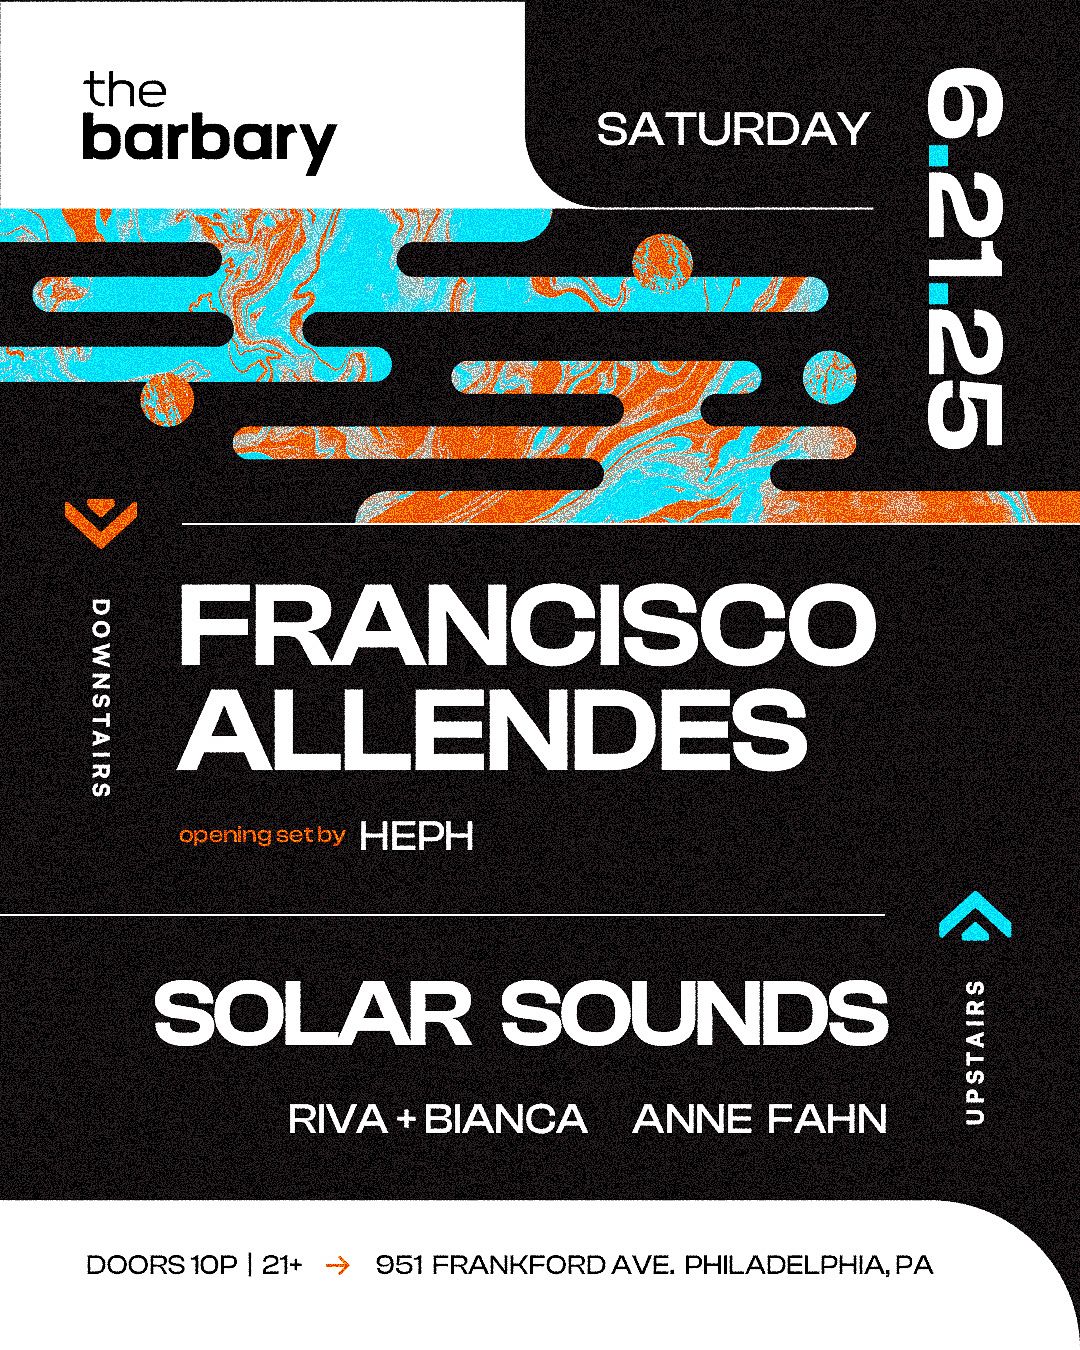 the
barbary
SATURDAY
6.21.25
DOWNSTAIRS
FRANCISCO
ALLENDES
opening set by HEPH
SOLAR SOUNDS
RIVA + BIANCA ANNE FAHN
UPSTAIRS
DOORS 10P | 21+ → 951 FRANKFORD AVE. PHILADELPHIA, PA